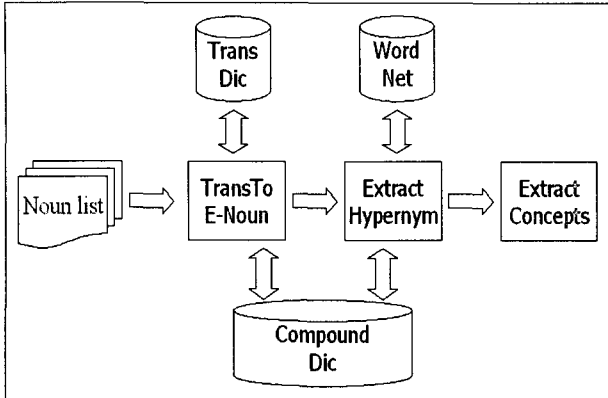 Trans
Dic
Word
Net
Noun list
TransTo
E-Noun
Extract
Hypernym
Extract
Concepts
Compound
Dic